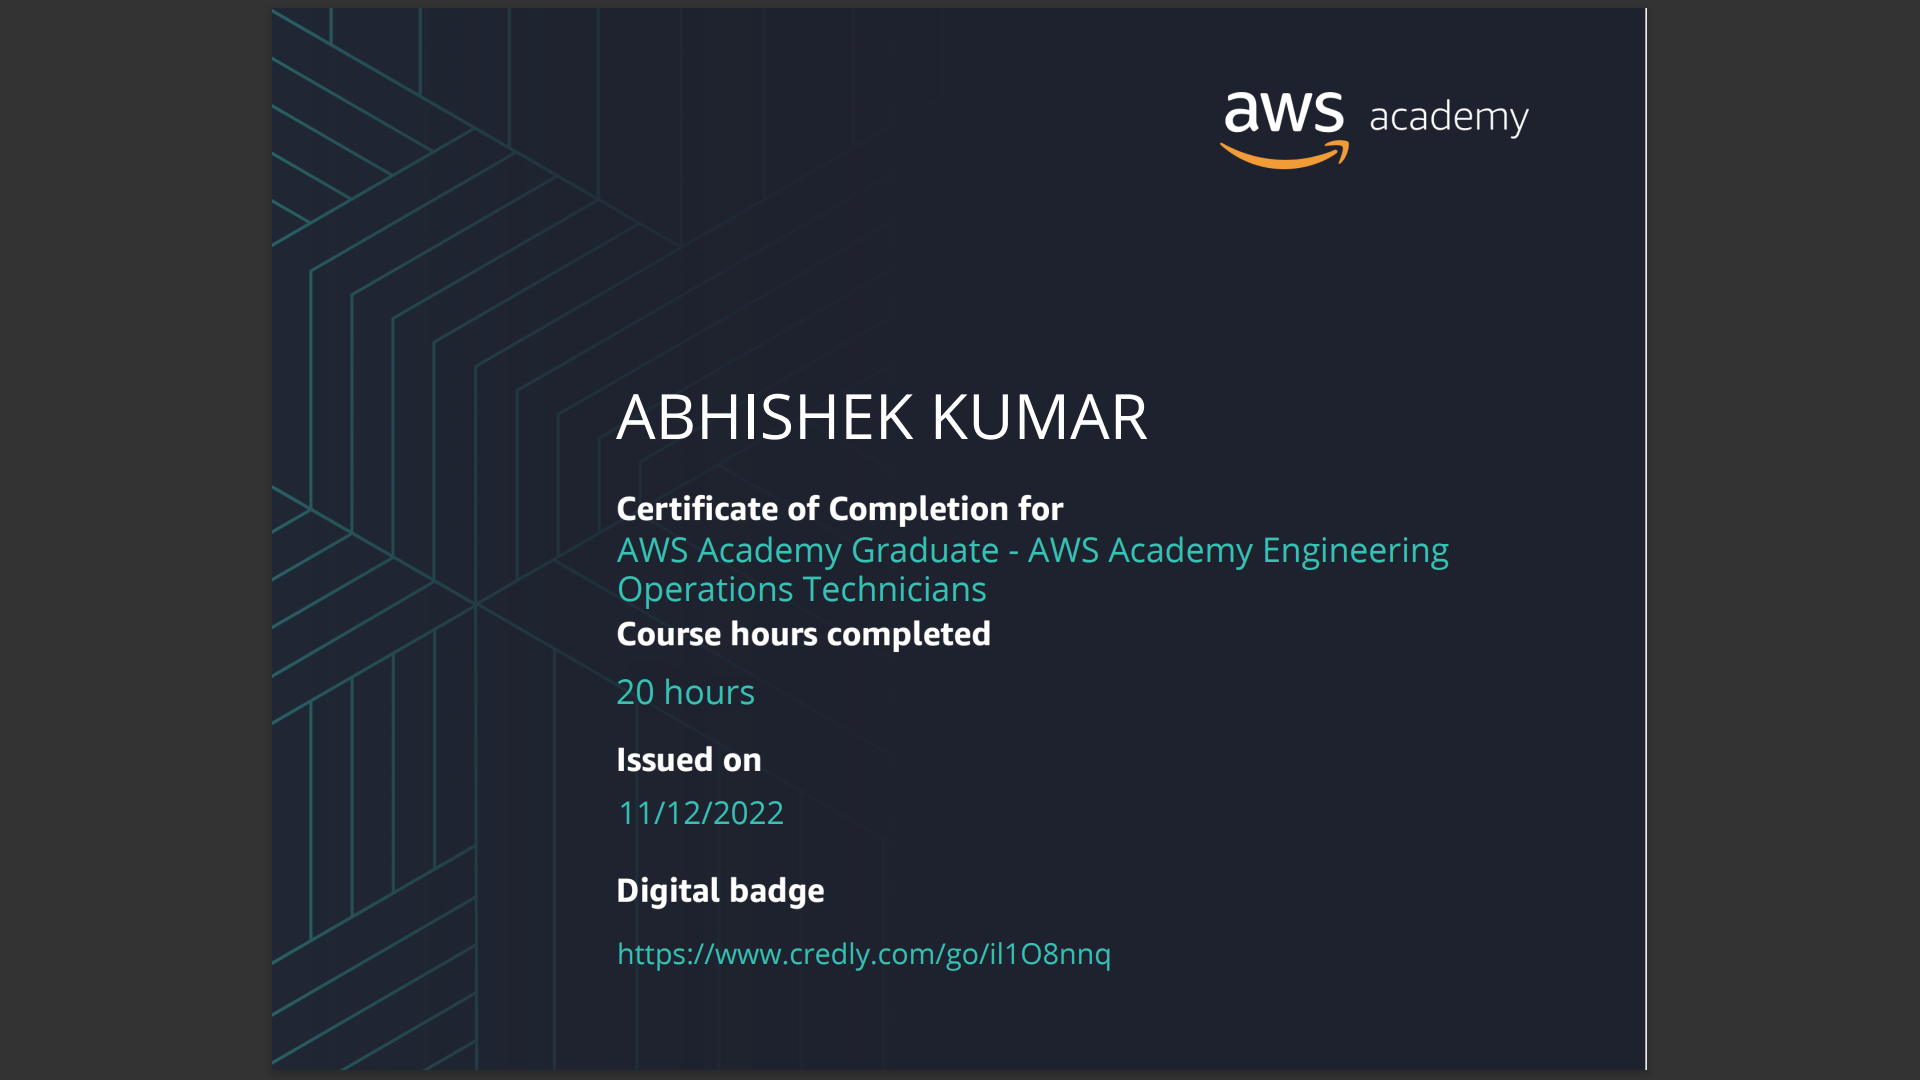 aws academy
ABHISHEK KUMAR
Certificate of Completion for
AWS Academy Graduate - AWS Academy Engineering
Operations Technicians
Course hours completed
20 hours
Issued on
11/12/2022
Digital badge
https://www.credly.com/go/il1O8nnq